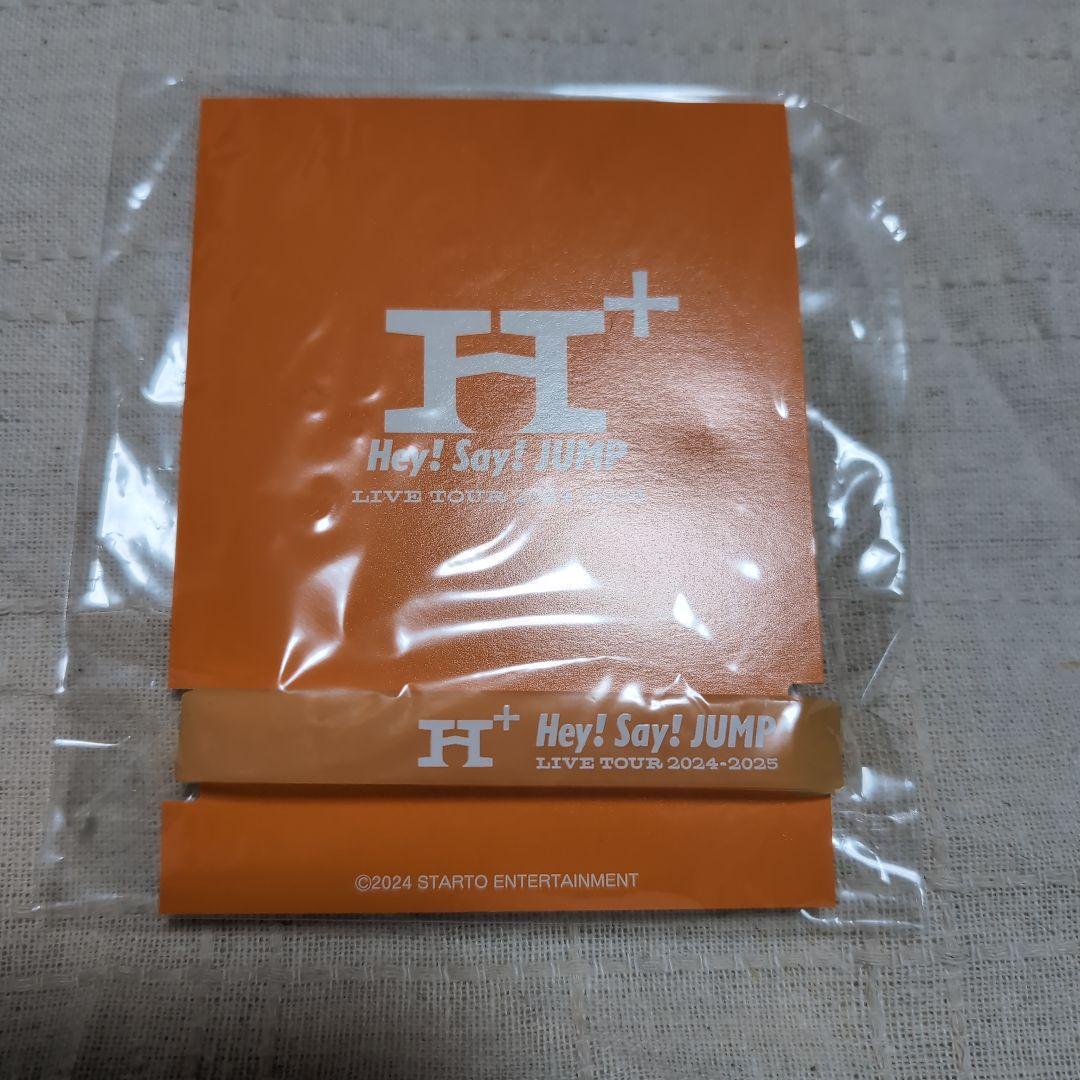 H+
Hey! Say! JUMP
LIVE TOUR 2024-2025
H+ Hey! Say! JUMP
LIVE TOUR 2024-2025
©2024 STARTO ENTERTAINMENT